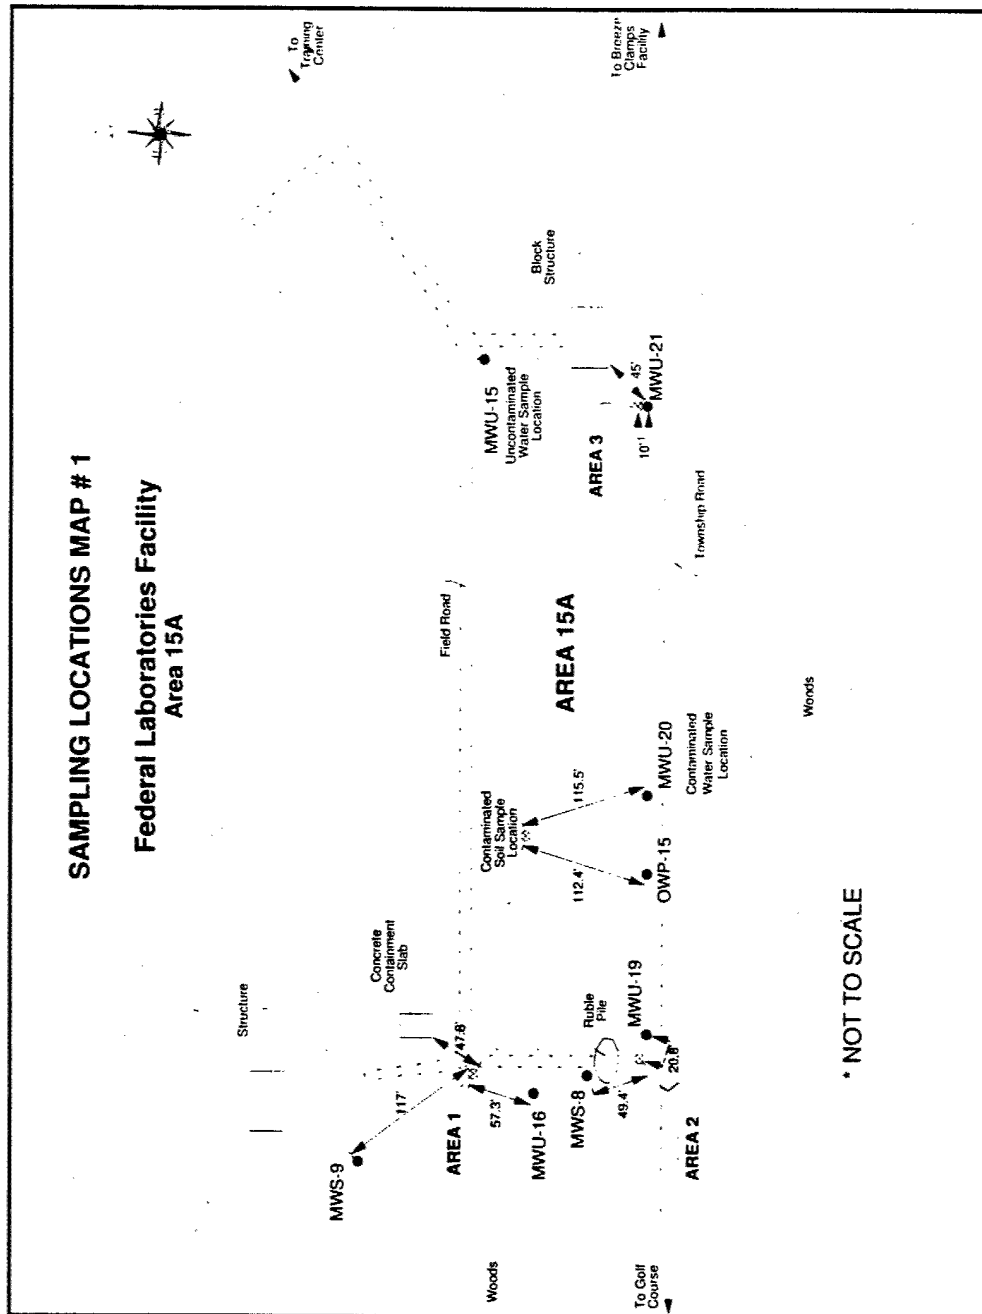 SAMPLING LOCATIONS MAP # 1
Federal Laboratories Facility
Area 15A
To
Training
Center
Structure
Concrete
Containment
Slab
MWS-9
117'
47.6'
AREA 1
57.3'
MWU-16
Field Road
MWU-15
Uncontaminated
Water Sample
Location
Block
Structure
Contaminated
Soil Sample
Location
112.4'
115.5'
AREA 15A
AREA 3
45'
10'1
MWU-21
To Breeze
Clamps
Facility
Woods
MWS-8
Ruble
Pile
49.4'
20.6'
MWU-19
AREA 2
OWP-15
MWU-20
Contaminated
Water Sample
Location
Township Road
To Golf
Course
Woods
* NOT TO SCALE